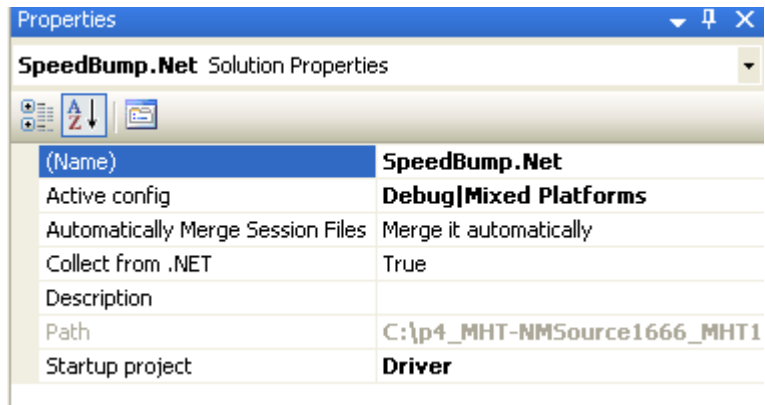 Properties
SpeedBump.Net Solution Properties
(Name) SpeedBump.Net
Active config Debug|Mixed Platforms
Automatically Merge Session Files Merge it automatically
Collect from .NET True
Description
Path C:\p4_MHT-NMSource1666_MHT1
Startup project Driver